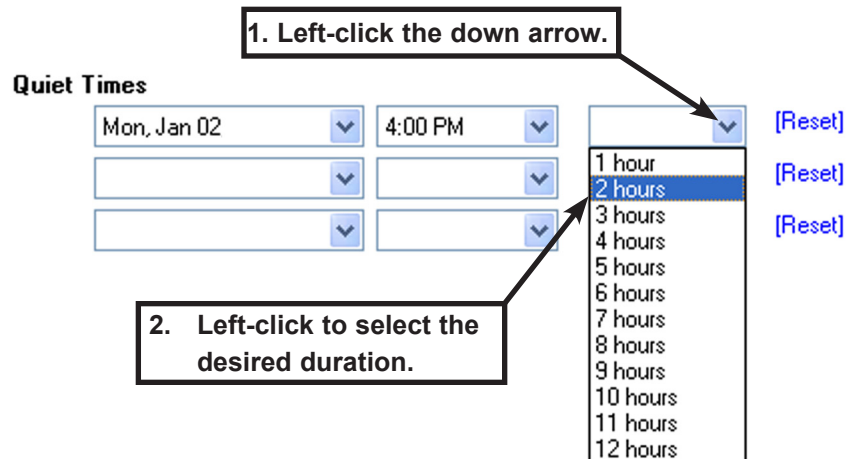 1. Left-click the down arrow.
Quiet Times
Mon, Jan 02 4:00 PM [Reset]
1 hour
2 hours [Reset]
3 hours [Reset]
4 hours
5 hours
6 hours
2. Left-click to select the
desired duration.
7 hours
8 hours
9 hours
10 hours
11 hours
12 hours